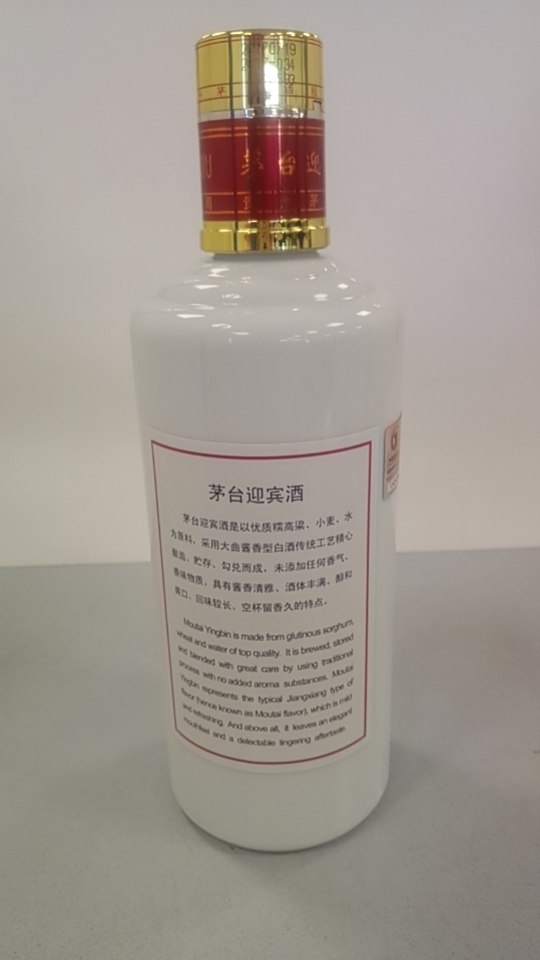 茅台迎
茅台迎宾酒
茅台迎宾酒是以优质糯高粱、小麦、水
为原料，采用大曲酱香型白酒传统工艺精心
酿造、贮存、勾兑而成，未添加任何香气、
香味物质，具有酱香清雅、酒体丰满、醇和
爽口、回味较长、空杯留香久的特点。
Moutai Yingbin is made from glutinous sorghum,
wheat and water of top quality. It is brewed, stored
and blended with great care by using traditional
process with no added aroma substances. Moutai
Yingbin represents the typical Jiangxiang type of
flavor (hence known as Moutai flavor), which is mild
and refreshing. And above all, it leaves an elegant
mouthfeel and a delectable lingering aftertaste.